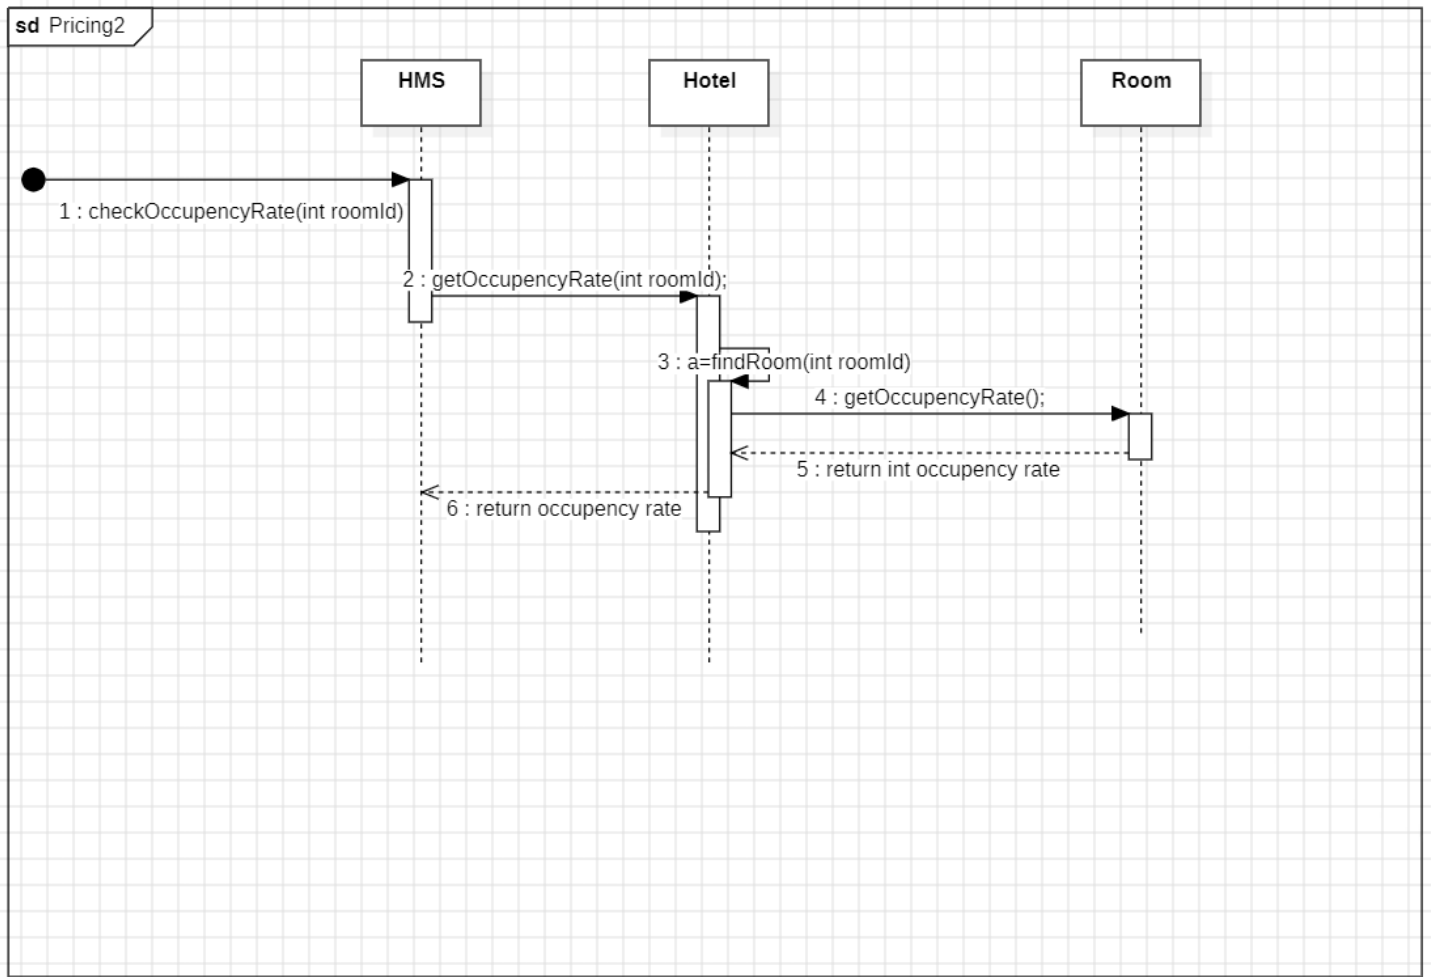 sd Pricing2
HMS
Hotel
Room
1 : checkOccupencyRate(int roomId)
2 : getOccupencyRate(int roomId);
3 : a=findRoom(int roomId)
4 : getOccupencyRate();
5 : return int occupency rate
6 : return occupency rate